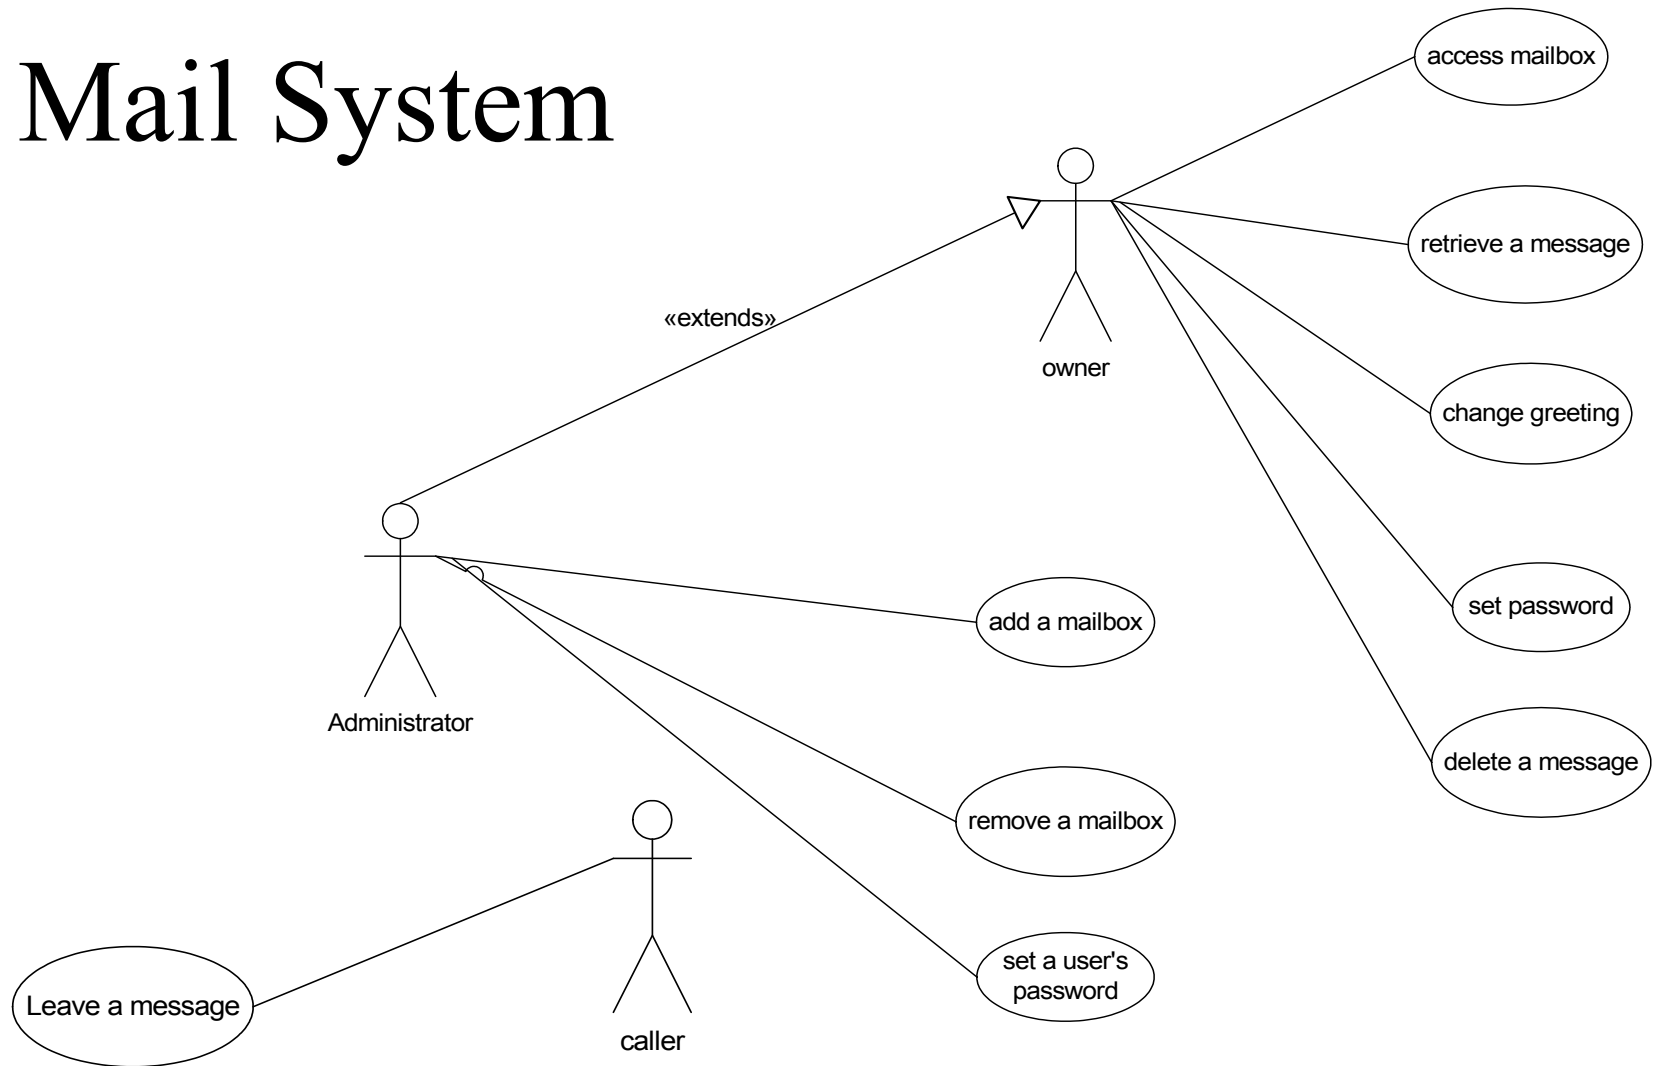 Mail System
access mailbox
retrieve a message
«extends»
owner
change greeting
set password
add a mailbox
Administrator
delete a message
remove a mailbox
set a user's
password
Leave a message
caller